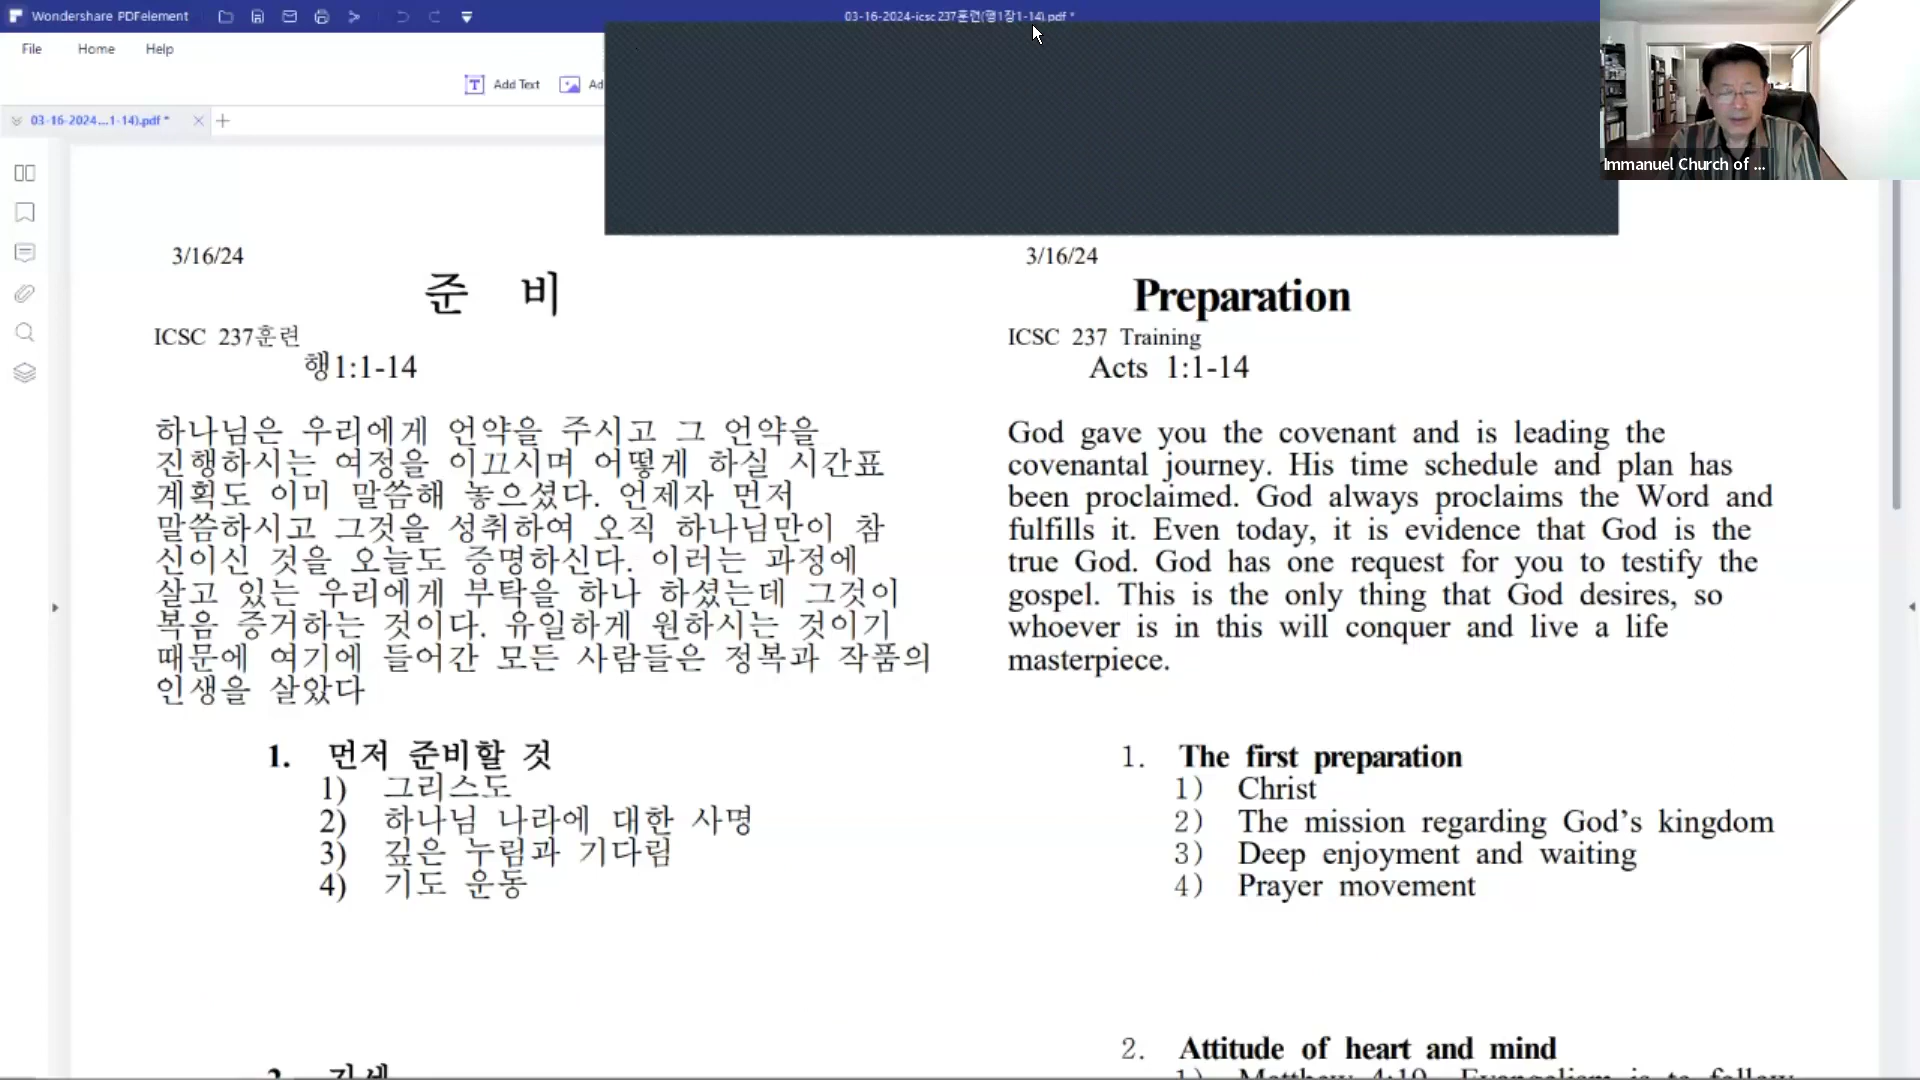 Wondershare PDFelement
03-16-2024-icsc 237훈련(행1장1-14).pdf *
File Home Help
Add Text
03-16-2024...1-14).pdf *
Immanuel Church of ...
3/16/24
준 비
ICSC 237훈련
행1:1-14
하나님은 우리에게 언약을 주시고 그 언약을
진행하시는 여정을 이끄시며 어떻게 하실 시간표
계획도 이미 말씀해 놓으셨다. 언제자 먼저
말씀하시고 그것을 성취하여 오직 하나님만이 참
신이신 것을 오늘도 증명하신다. 이러는 과정에
살고 있는 우리에게 부탁을 하나 하셨는데 그것이
복음 증거하는 것이다. 유일하게 원하시는 것이기
때문에 여기에 들어간 모든 사람들은 정복과 작품의
인생을 살았다
1. 먼저 준비할 것
1) 그리스도
2) 하나님 나라에 대한 사명
3) 깊은 누림과 기다림
4) 기도 운동
3/16/24
Preparation
ICSC 237 Training
Acts 1:1-14
God gave you the covenant and is leading the
covenantal journey. His time schedule and plan has
been proclaimed. God always proclaims the Word and
fulfills it. Even today, it is evidence that God is the
true God. God has one request for you to testify the
gospel. This is the only thing that God desires, so
whoever is in this will conquer and live a life
masterpiece.
1. The first preparation
1) Christ
2) The mission regarding God's kingdom
3) Deep enjoyment and waiting
4) Prayer movement
2. Attitude of heart and mind